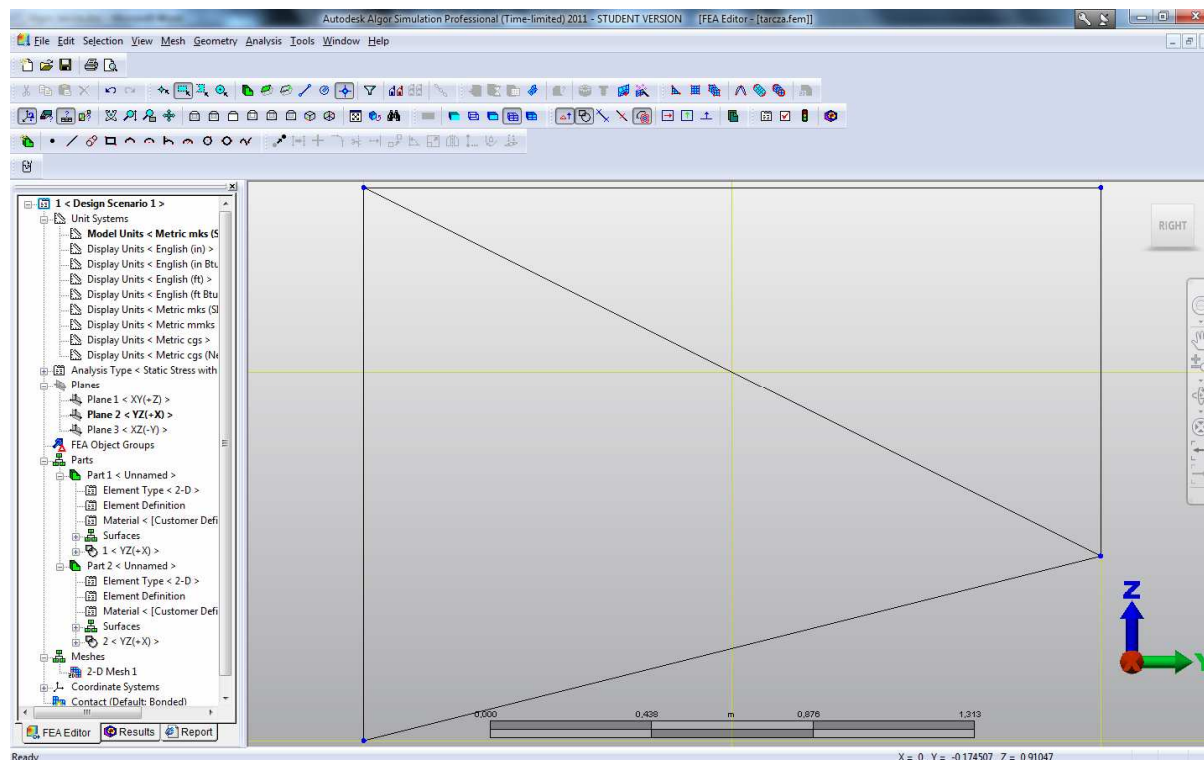 Autodesk Algor Simulation Professional (Time-limited) 2011 - STUDENT VERSION [FEA Editor - [tarcza.fem]]
File Edit Selection View Mesh Geometry Analysis Tools Window Help
1 < Design Scenario 1 >
Unit Systems
Model Units < Metric mks (S
Display Units < English (in) >
Display Units < English (in Btu
Display Units < English (ft) >
Display Units < English (ft Btu
Display Units < Metric mks (SI
Display Units < Metric mmks
Display Units < Metric cgs >
Display Units < Metric cgs (Ne
Analysis Type < Static Stress with
Planes
Plane 1 < XY(+Z) >
Plane 2 < YZ(+X) >
Plane 3 < XZ(-Y) >
FEA Object Groups
Parts
Part 1 < Unnamed >
Element Type < 2-D >
Element Definition
Material < [Customer Defi
Surfaces
1 < YZ(+X) >
Part 2 < Unnamed >
Element Type < 2-D >
Element Definition
Material < [Customer Defi
Surfaces
2 < YZ(+X) >
Meshes
2-D Mesh 1
Coordinate Systems
Contact (Default: Bonded)
FEA Editor Results Report
RIGHT
Z
Y
0,000 0,438 m 0,876 1,313
Ready
X = 0 Y = -0.174507 Z = 0.91047